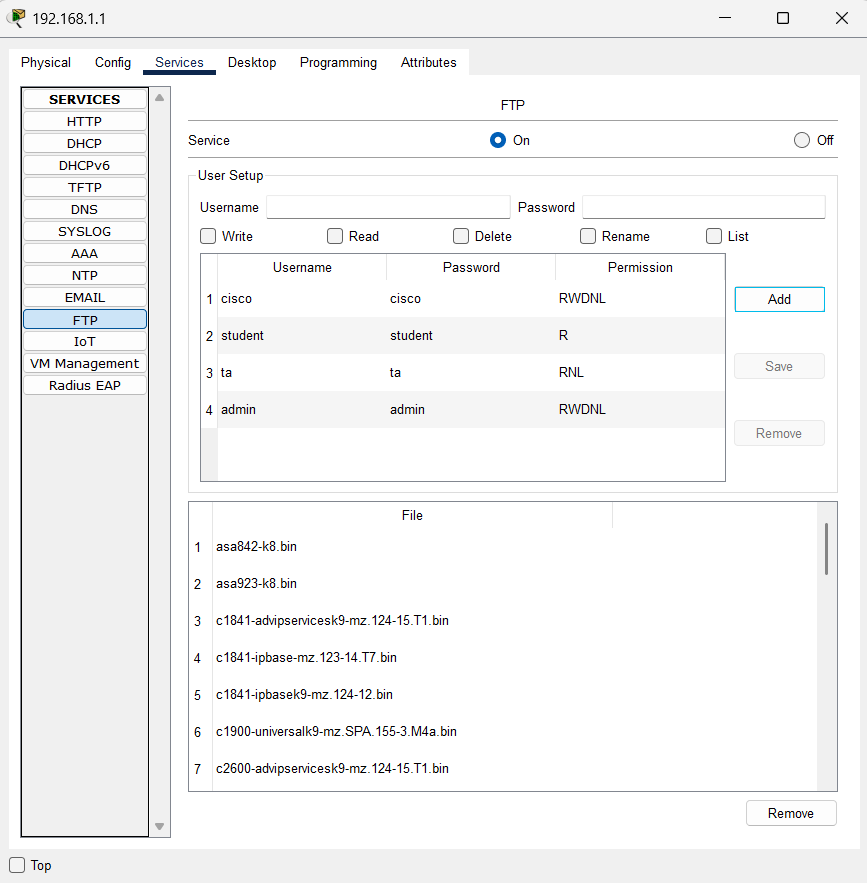 192.168.1.1
Physical Config Services Desktop Programming Attributes
SERVICES
HTTP
DHCP
DHCPv6
TFTP
DNS
SYSLOG
AAA
NTP
EMAIL
FTP
IoT
VM Management
Radius EAP
FTP
Service On Off
User Setup
Username Password
Write Read Delete Rename List
Username Password Permission
1 cisco cisco RWDNL
2 student student R
3 ta ta RNL
4 admin admin RWDNL
Add
Save
Remove
File
1 asa842-k8.bin
2 asa923-k8.bin
3 c1841-advipservicesk9-mz.124-15.T1.bin
4 c1841-ipbase-mz.123-14.T7.bin
5 c1841-ipbasek9-mz.124-12.bin
6 c1900-universalk9-mz.SPA.155-3.M4a.bin
7 c2600-advipservicesk9-mz.124-15.T1.bin
Remove
Top